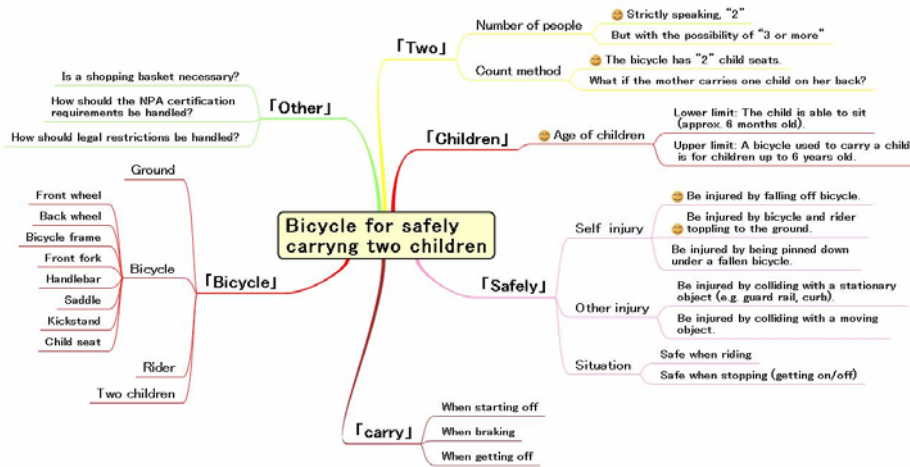 Bicycle for safely
carryng two children
「Two」
Number of people
Strictly speaking, "2"
But with the possibility of "3 or more"
Count method
The bicycle has "2" child seats.
What if the mother carries one child on her back?
「Children」
Age of children
Lower limit: The child is able to sit
(approx. 6 months old).
Upper limit: A bicycle used to carry a child
is for children up to 6 years old.
「Safely」
Self injury
Be injured by falling off bicycle.
Be injured by bicycle and rider
toppling to the ground.
Be injured by being pinned down
under a fallen bicycle.
Other injury
Be injured by colliding with a stationary
object (e.g. guard rail, curb).
Be injured by colliding with a moving
object.
Situation
Safe when riding
Safe when stopping (getting on/off)
「carry」
When starting off
When braking
When getting off
「Other」
Is a shopping basket necessary?
How should the NPA certification
requirements be handled?
How should legal restrictions be handled?
「Bicycle」
Ground
Bicycle
Front wheel
Back wheel
Bicycle frame
Front fork
Handlebar
Saddle
Kickstand
Child seat
Rider
Two children